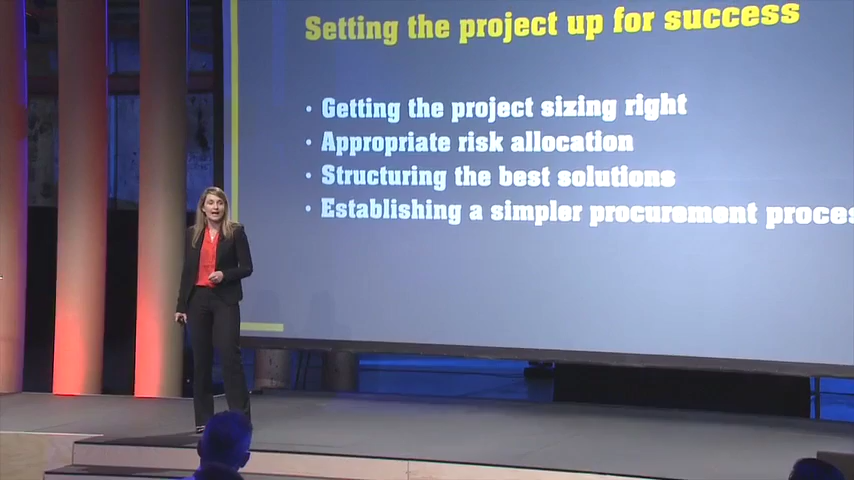 Setting the project up for success
• Getting the project sizing right
• Appropriate risk allocation
• Structuring the best solutions
• Establishing a simpler procurement